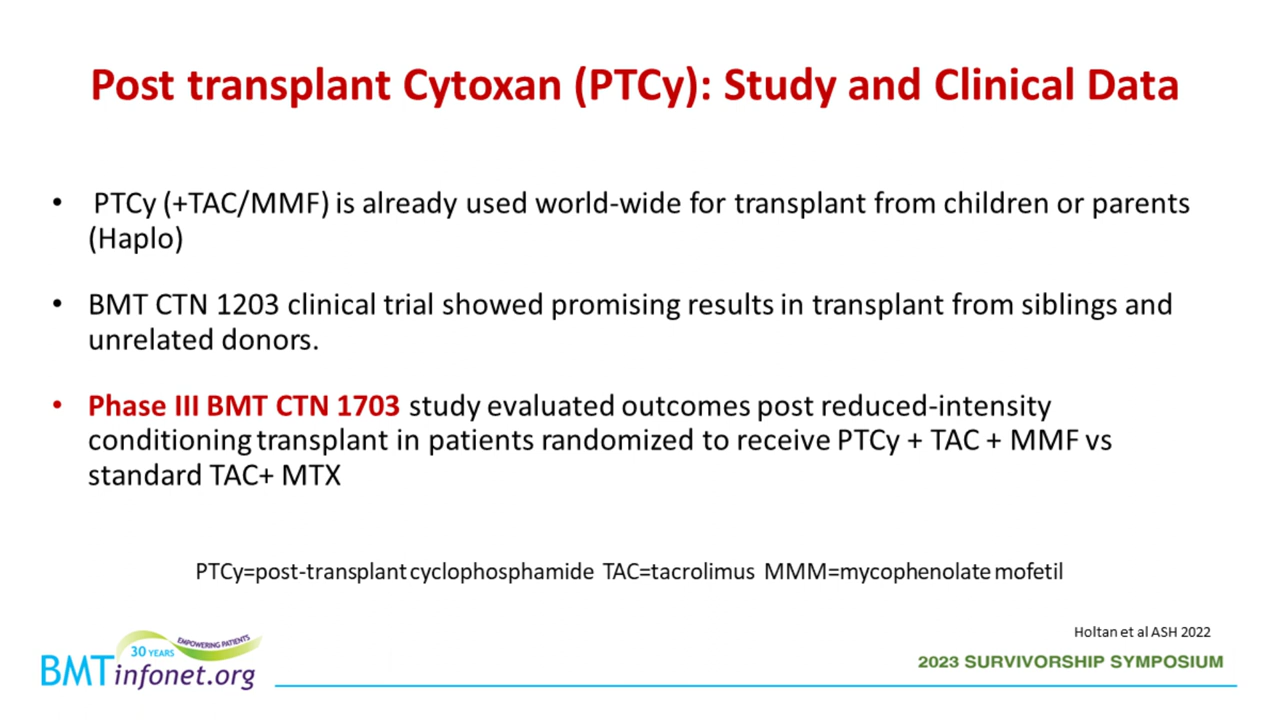 Post transplant Cytoxan (PTCy): Study and Clinical Data
• PTCy (+TAC/MMF) is already used world-wide for transplant from children or parents
(Haplo)
• BMT CTN 1203 clinical trial showed promising results in transplant from siblings and
unrelated donors.
• Phase III BMT CTN 1703 study evaluated outcomes post reduced-intensity
conditioning transplant in patients randomized to receive PTCy + TAC + MMF vs
standard TAC+ MTX
PTCy=post-transplant cyclophosphamide TAC=tacrolimus MMM=mycophenolate mofetil
Holtan et al ASH 2022
30 YEARS EMPOWERING PATIENTS
BMTinfonet.org
2023 SURVIVORSHIP SYMPOSIUM